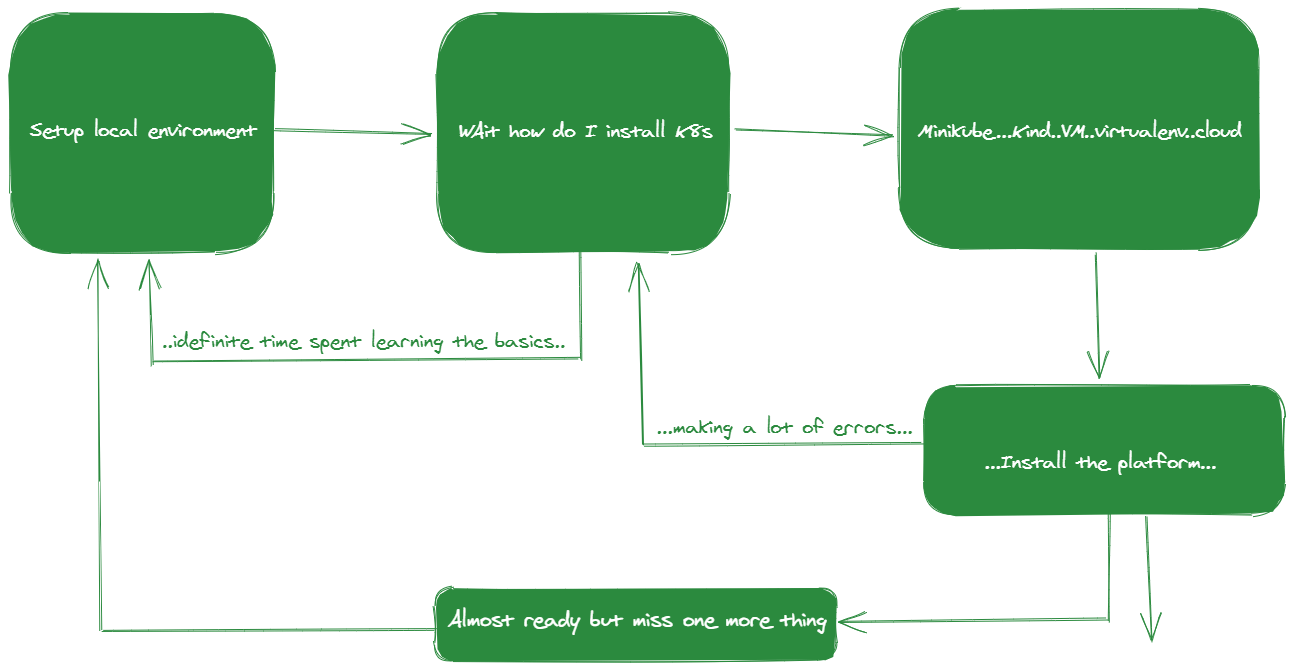 Setup local environment
WAit how do I install K8s
Minikube...Kind..VM..virtualenv..cloud
..idefinite time spent learning the basics..
...making a lot of errors...
...Install the platform...
Almost ready but miss one more thing